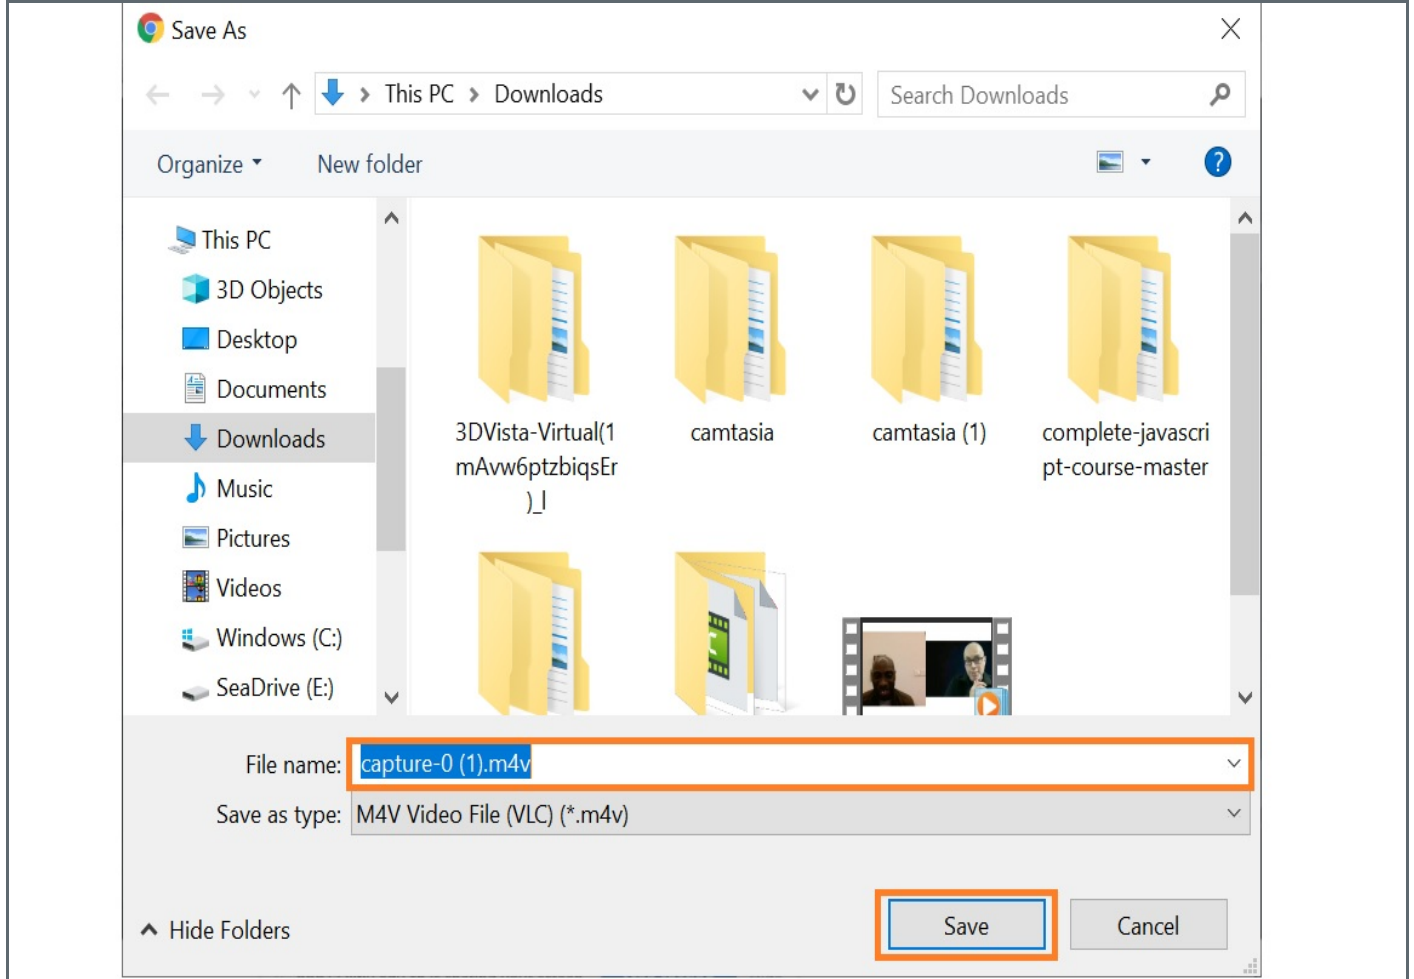 Save As
This PC > Downloads
Search Downloads
Organize
New folder
?
This PC
3D Objects
Desktop
Documents
Downloads
Music
Pictures
Videos
Windows (C:)
SeaDrive (E:)
3DVista-Virtual(1
mAvw6ptzbiqsEr
)_l
camtasia
camtasia (1)
complete-javascri
pt-course-master
File name: capture-0 (1).m4v
Save as type: M4V Video File (VLC) (*.m4v)
Hide Folders
Save
Cancel